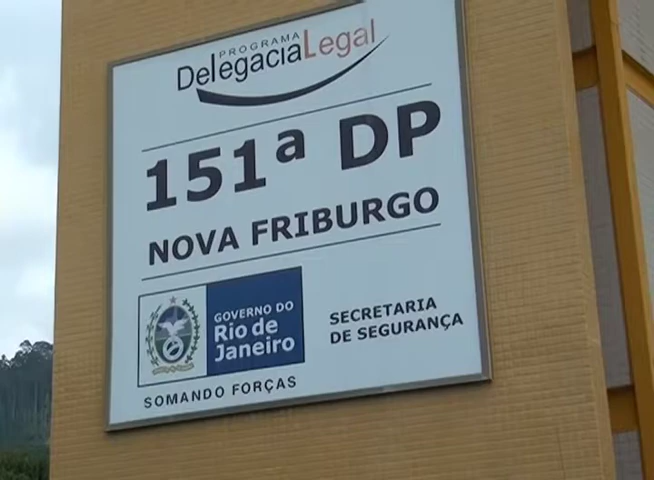 PROGRAMA
DelegaciaLegal
151ª DP
NOVA FRIBURGO
GOVERNO DO
Rio de
Janeiro
SECRETARIA
DE SEGURANÇA
SOMANDO FORÇAS